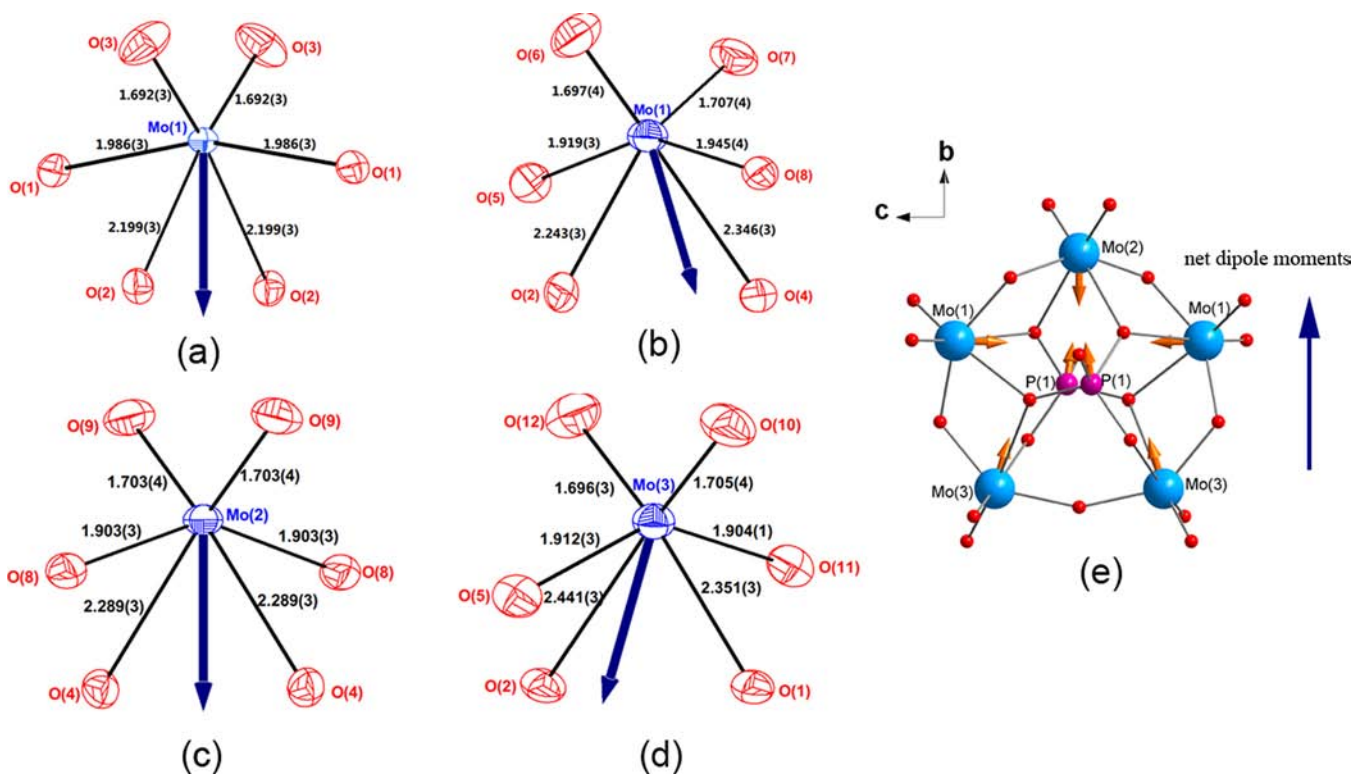 O(3) O(3)
1.692(3) 1.692(3)
Mo(1)
1.986(3) 1.986(3)
O(1) O(1)
2.199(3) 2.199(3)
O(2) O(2)
(a)
O(6) O(7)
1.697(4) 1.707(4)
Mo(1)
1.919(3) 1.945(4)
O(5) O(8)
2.243(3) 2.346(3)
O(2) O(4)
(b)
O(9) O(9)
1.703(4) 1.703(4)
Mo(2)
1.903(3) 1.903(3)
O(8) O(8)
2.289(3) 2.289(3)
O(4) O(4)
(c)
O(12) O(10)
1.696(3) 1.705(4)
Mo(3)
1.912(3) 1.904(1)
O(5) O(11)
2.441(3) 2.351(3)
O(2) O(1)
(d)
b
c
Mo(2)
net dipole moments
Mo(1) Mo(1)
P(1) P(1)
Mo(3) Mo(3)
(e)